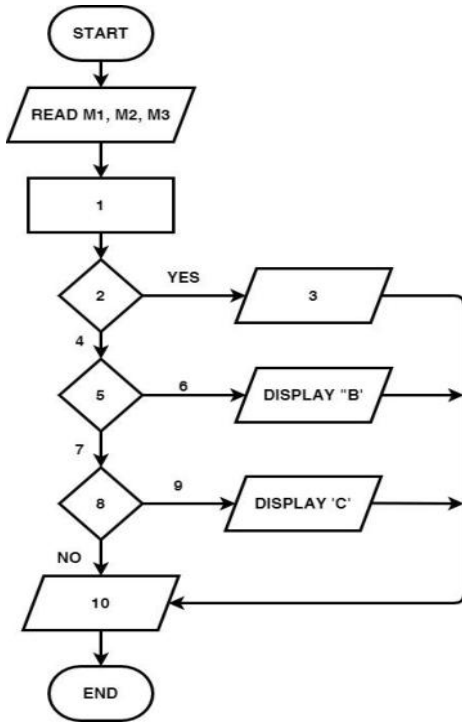 START
READ M1, M2, M3
1
2
YES
3
4
5
6
DISPLAY "B'
7
8
9
DISPLAY 'C'
NO
10
END